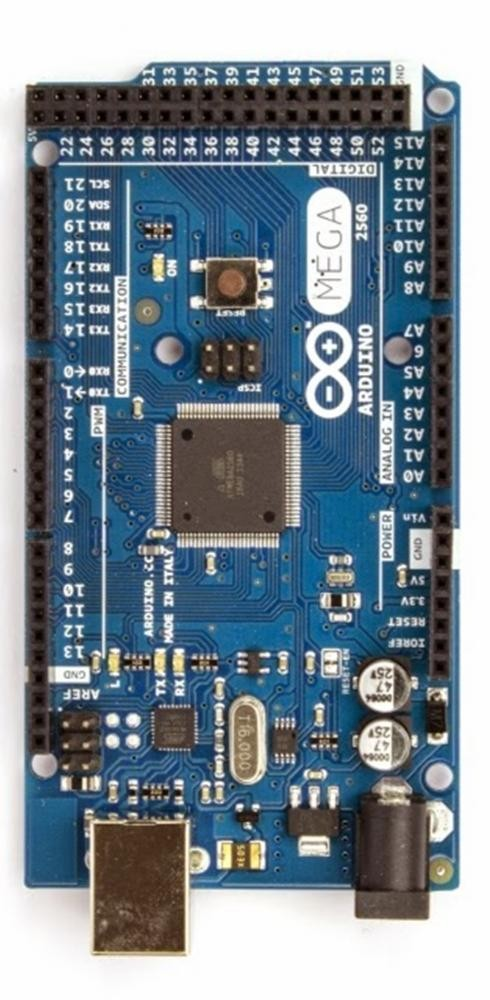 31 33 35 37 39 41 43 45 47 49 51 53 GND
5V
22 24 26 28 30 32 34 36 38 40 42 44 46 48 50 52
DIGITAL
SCL 21
SDA 20
RX1 19
TX1 18
RX2 17
TX2 16
RX3 15
TX3 14
COMMUNICATION
RX0 ←0
TX0 →1
PWM
2
3
4
5
6
7
8
9
10
11
12
13
GND
AREF
ON
RESET
ICSP
MEGA
2560
ARDUINO
A15
A14
A13
A12
A11
A10
A9
A8
A7
6
A5
A4
A3
A2
A1
A0
ANALOG IN
Vin
GND
5V
3.3V
RESET
IOREF
POWER
ARDUINO.CC
MADE IN ITALY
L
TX
RX
RESET-EN
T16.000
47
25V
47
25V